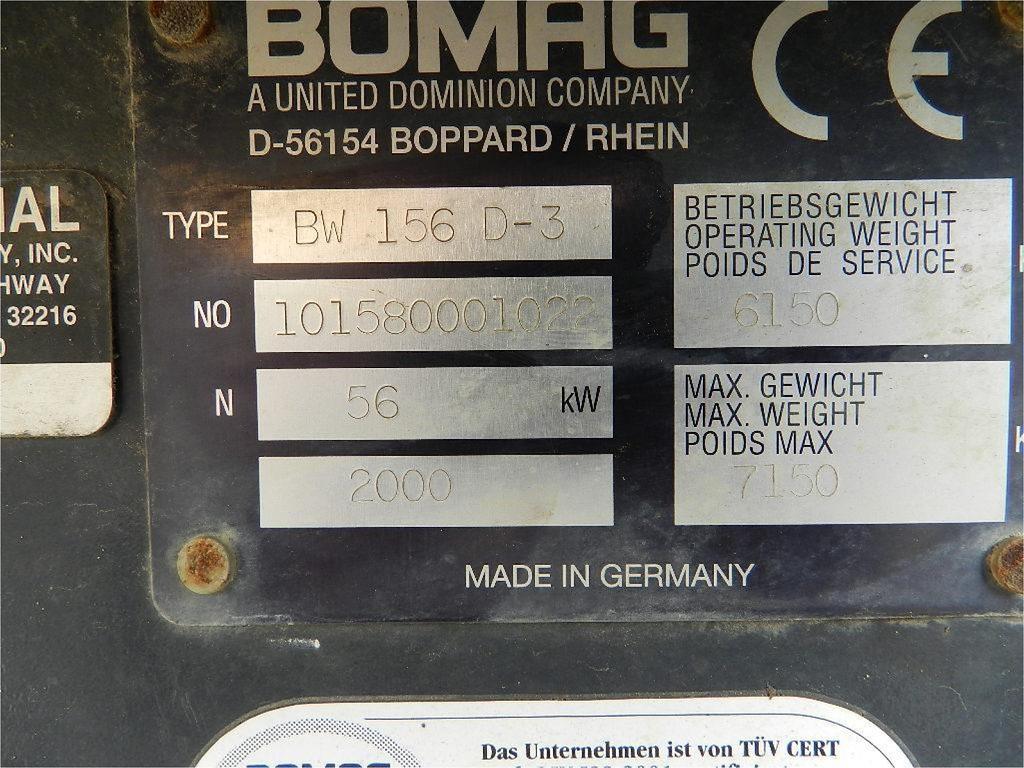 BOMAG
A UNITED DOMINION COMPANY
D-56154 BOPPARD / RHEIN
CE
TYPE BW 156 D-3
NO 101580001022
N 56 kW
2000
BETRIEBSGEWICHT
OPERATING WEIGHT
POIDS DE SERVICE
6150
MAX. GEWICHT
MAX. WEIGHT
POIDS MAX
7150
MADE IN GERMANY
INC.
32216
BOMAG
Das Unternehmen ist von TÜV CERT